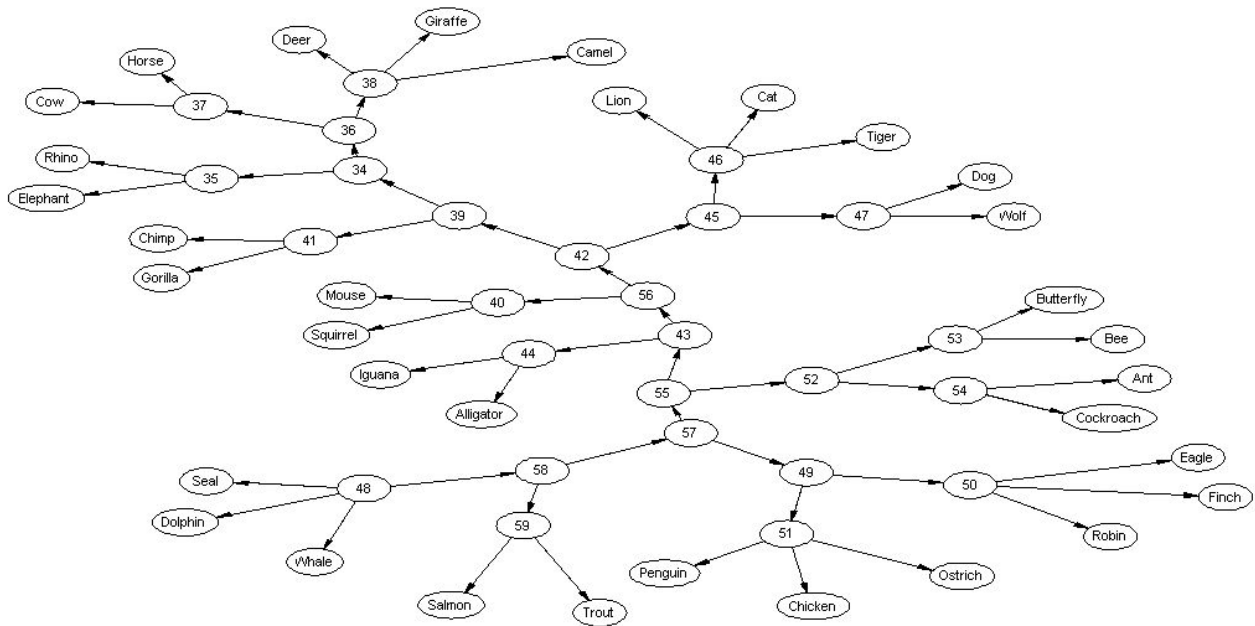 Giraffe
Deer
Camel
Horse
38
Cow
37
Lion
Cat
36
Tiger
Rhino
46
34
Elephant
35
Dog
39
45
47
Wolf
Chimp
41
42
Gorilla
Mouse
40
56
Butterfly
Squirrel
43
53
Bee
Iguana
44
52
Ant
55
54
Alligator
57
Cockroach
Seal
48
58
49
50
Eagle
Finch
Dolphin
59
51
Robin
Whale
Penguin
Ostrich
Salmon
Trout
Chicken